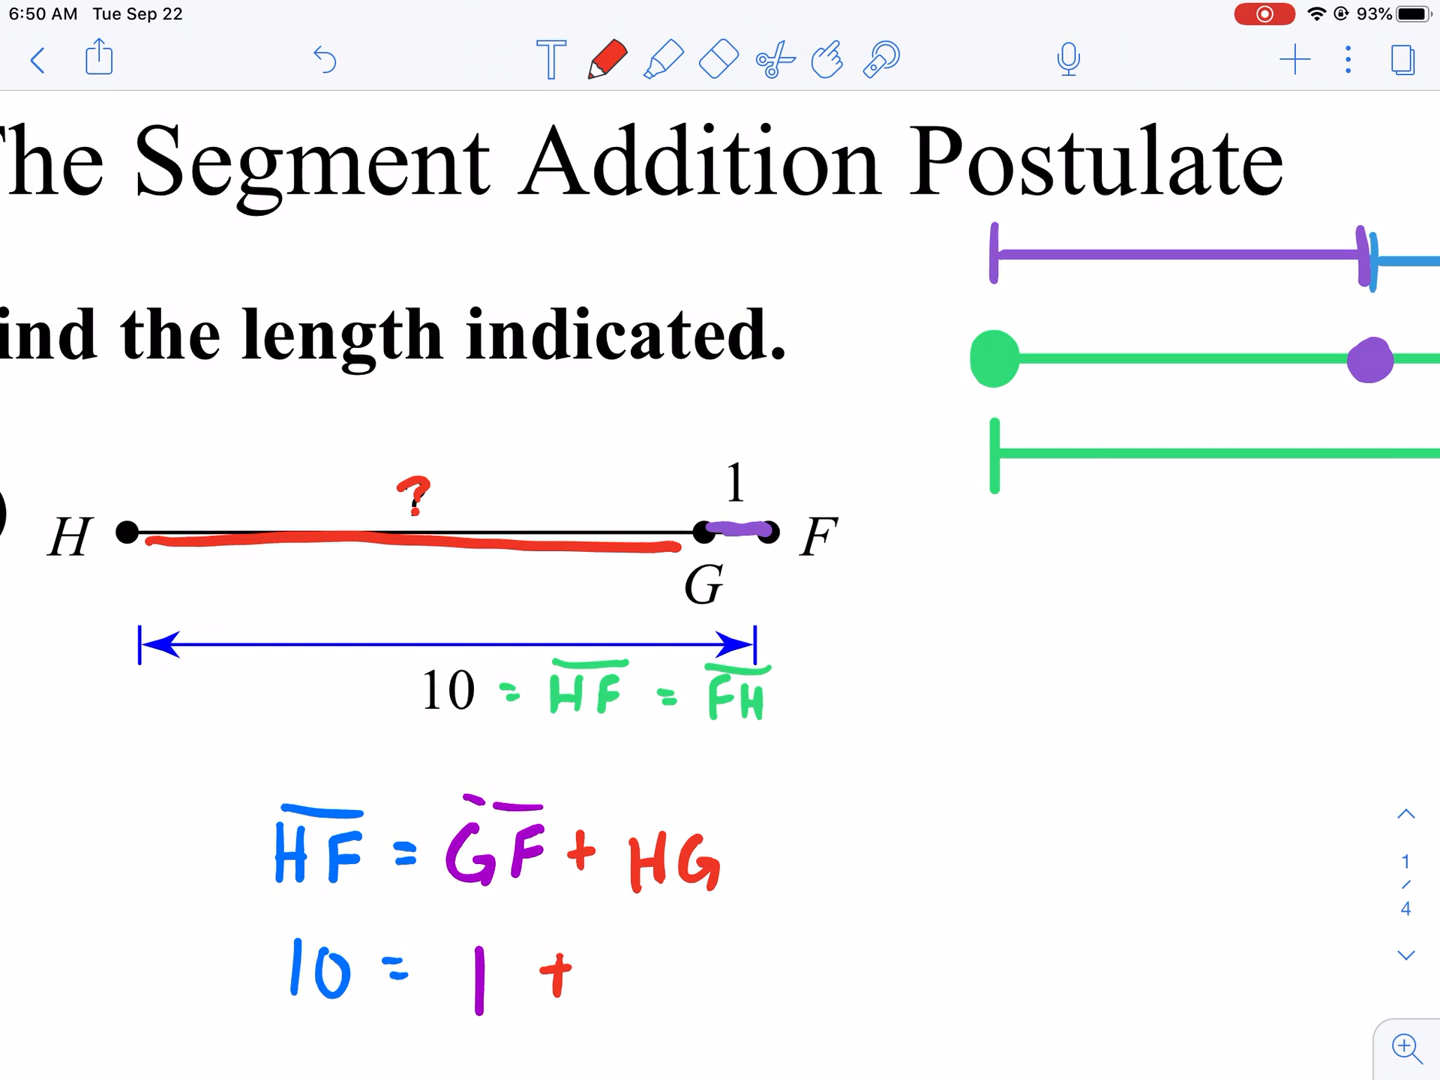 6:50 AM Tue Sep 22
93%
The Segment Addition Postulate
ind the length indicated.
?
1
H
F
G
10 = HF = FH
HF = GF + HG
10 = 1 +
1
/
4